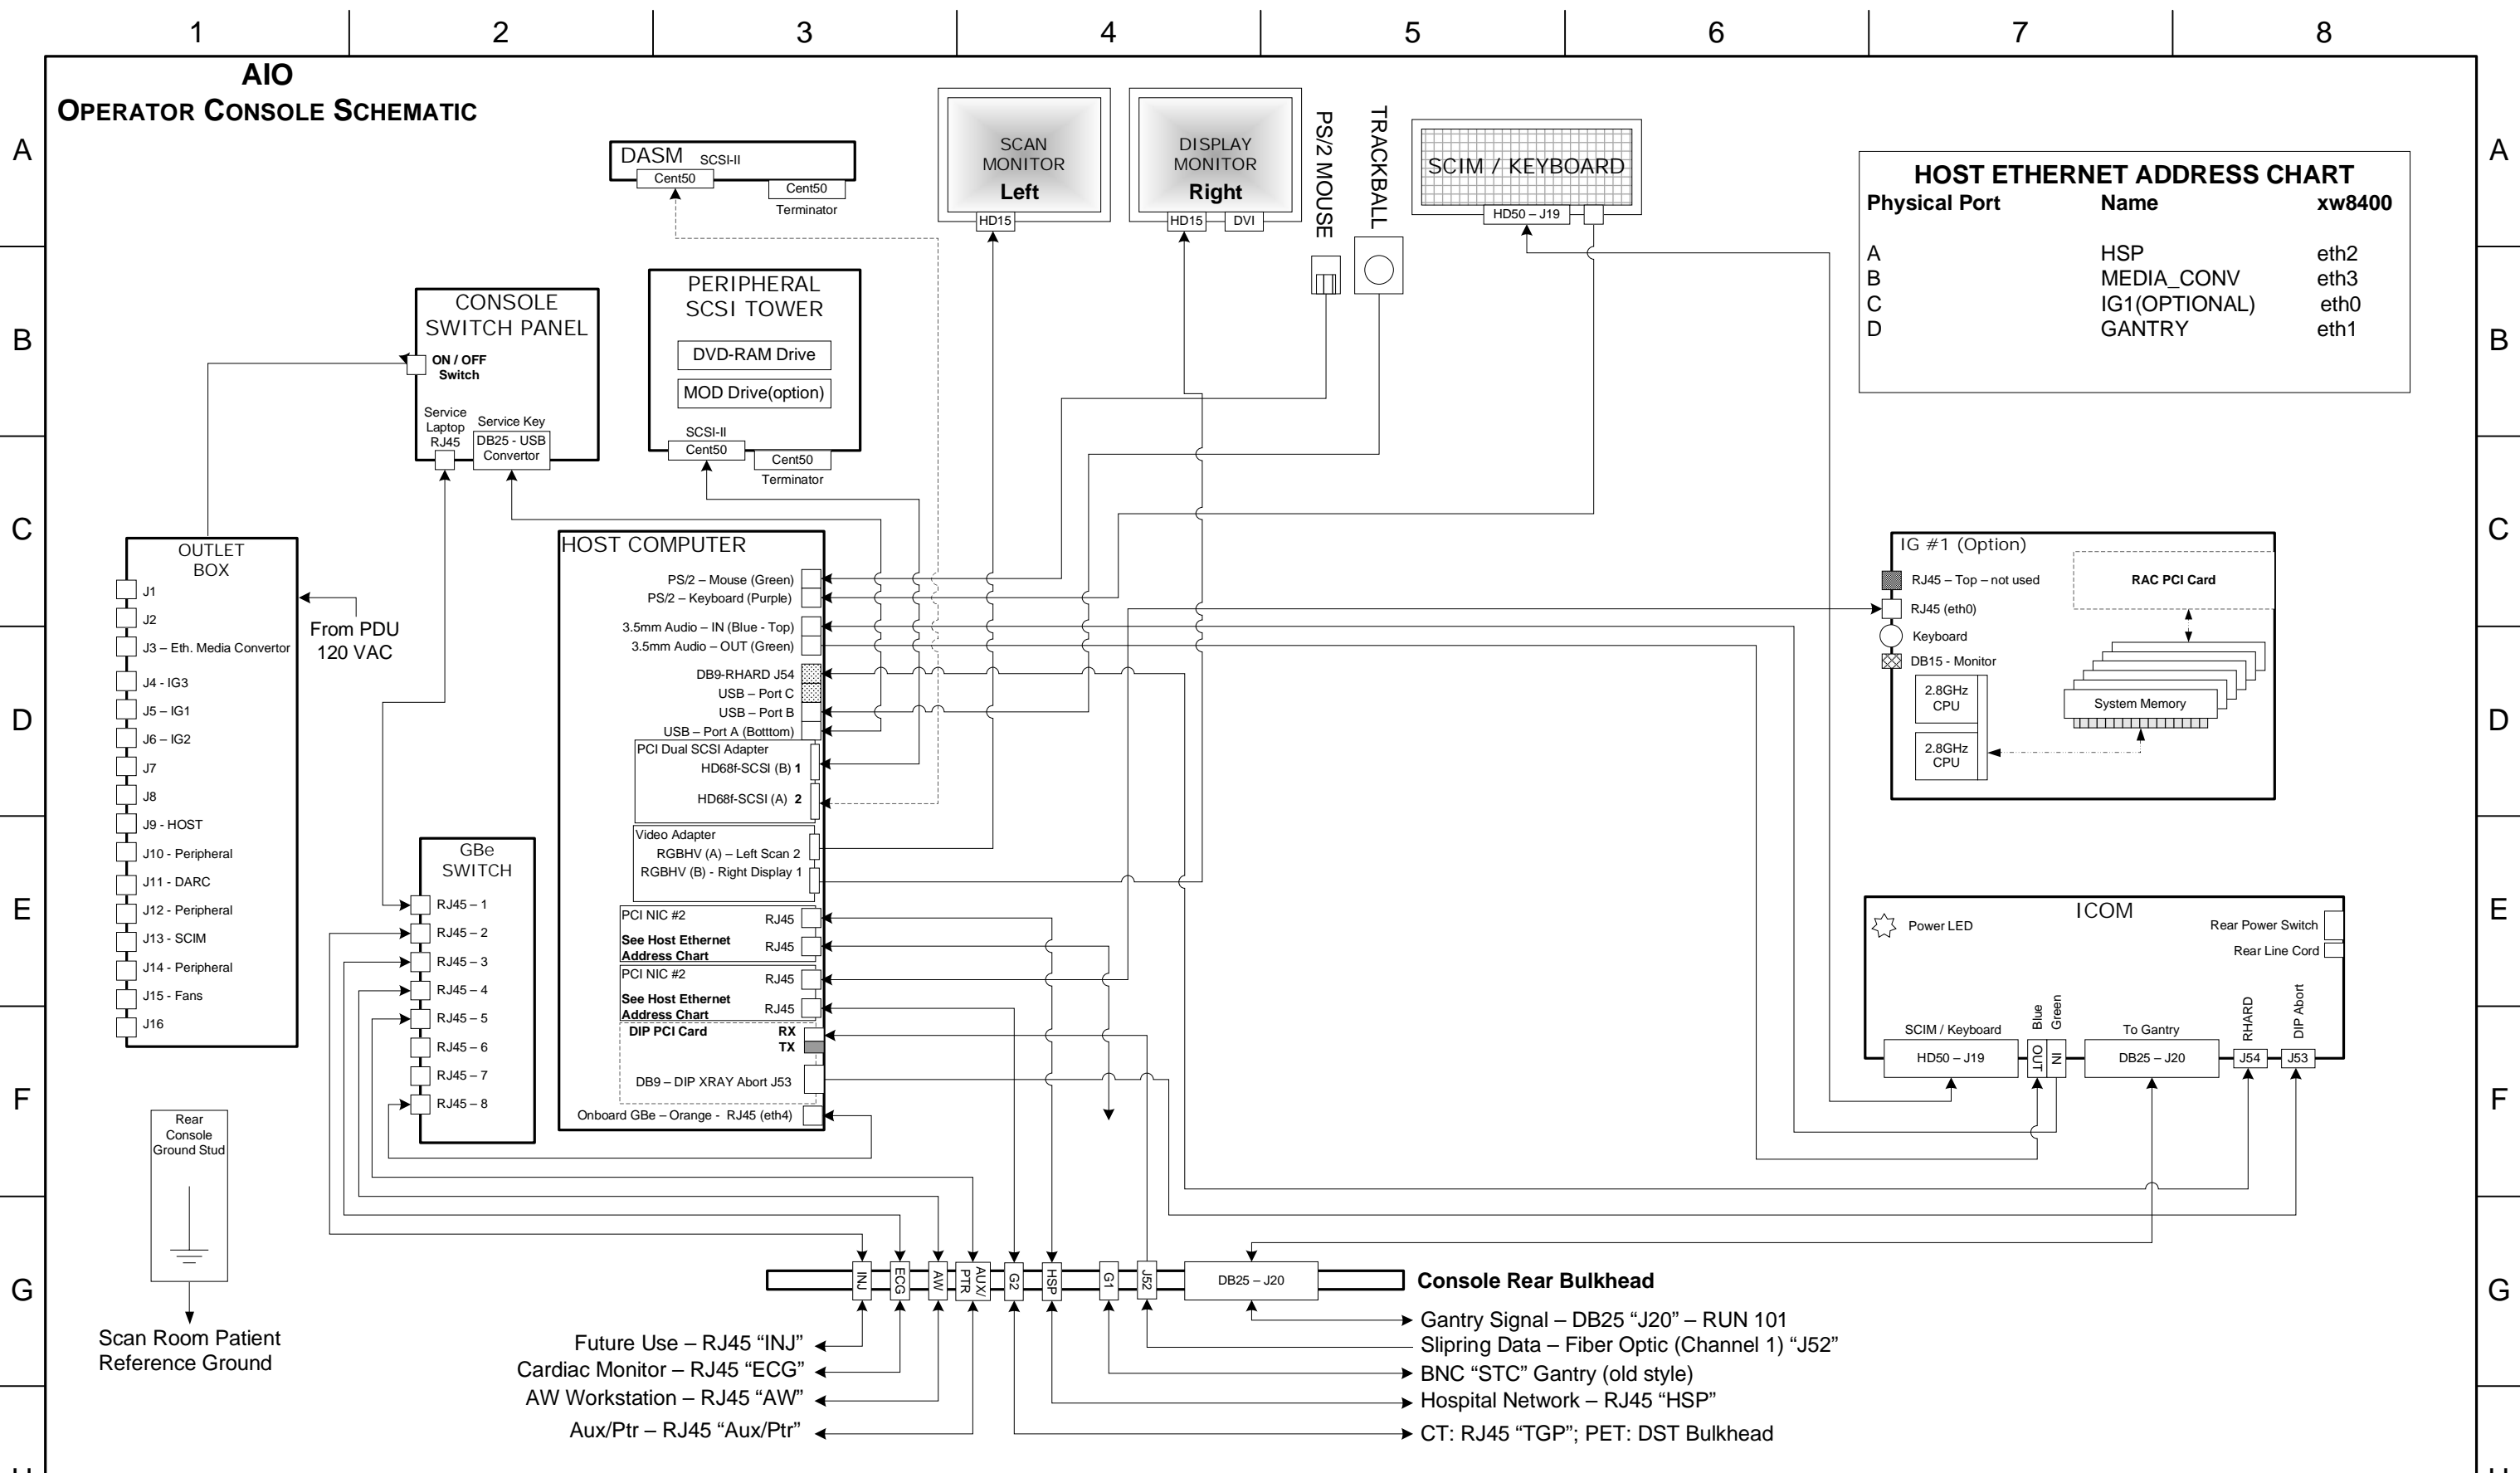 1 2 3 4 5 6 7 8
AIO
OPERATOR CONSOLE SCHEMATIC
A
B
C
D
E
F
G
A
B
C
D
E
F
G
DASM SCSI-II
Cent50
Cent50
Terminator
SCAN
MONITOR
Left
HD15
DISPLAY
MONITOR
Right
HD15
DVI
PS/2 MOUSE
TRACKBALL
SCIM / KEYBOARD
HD50 – J19
HOST ETHERNET ADDRESS CHART
Physical Port Name xw8400
A HSP eth2
B MEDIA_CONV eth3
C IG1(OPTIONAL) eth0
D GANTRY eth1
CONSOLE
SWITCH PANEL
ON / OFF
Switch
Service
Laptop
RJ45
Service Key
DB25 - USB
Convertor
PERIPHERAL
SCSI TOWER
DVD-RAM Drive
MOD Drive(option)
SCSI-II
Cent50
Cent50
Terminator
OUTLET
BOX
J1
J2
J3 – Eth. Media Convertor
J4 - IG3
J5 – IG1
J6 – IG2
J7
J8
J9 - HOST
J10 - Peripheral
J11 - DARC
J12 - Peripheral
J13 - SCIM
J14 - Peripheral
J15 - Fans
J16
From PDU
120 VAC
HOST COMPUTER
PS/2 – Mouse (Green)
PS/2 – Keyboard (Purple)
3.5mm Audio – IN (Blue - Top)
3.5mm Audio – OUT (Green)
DB9-RHARD J54
USB – Port C
USB – Port B
USB – Port A (Botttom)
PCI Dual SCSI Adapter
HD68f-SCSI (B) 1
HD68f-SCSI (A) 2
Video Adapter
RGBHV (A) – Left Scan 2
RGBHV (B) - Right Display 1
PCI NIC #2 RJ45
See Host Ethernet
Address Chart
RJ45
PCI NIC #2 RJ45
See Host Ethernet
Address Chart
RJ45
DIP PCI Card RX
TX
DB9 – DIP XRAY Abort J53
Onboard GBe – Orange - RJ45 (eth4)
GBe
SWITCH
RJ45 – 1
RJ45 – 2
RJ45 – 3
RJ45 – 4
RJ45 – 5
RJ45 – 6
RJ45 – 7
RJ45 – 8
IG #1 (Option)
RJ45 – Top – not used
RJ45 (eth0)
Keyboard
DB15 - Monitor
2.8GHz
CPU
2.8GHz
CPU
RAC PCI Card
System Memory
ICOM
Power LED
Rear Power Switch
Rear Line Cord
SCIM / Keyboard
HD50 – J19
Blue
OUT
Green
IN
To Gantry
DB25 – J20
RHARD
J54
DIP Abort
J53
Rear
Console
Ground Stud
Scan Room Patient
Reference Ground
INJ
ECG
AW
AUX/
PTR
G2
HSP
G1
J52
DB25 – J20
Console Rear Bulkhead
Future Use – RJ45 “INJ”
Cardiac Monitor – RJ45 “ECG”
AW Workstation – RJ45 “AW”
Aux/Ptr – RJ45 “Aux/Ptr”
Gantry Signal – DB25 “J20” – RUN 101
Slipring Data – Fiber Optic (Channel 1) “J52”
BNC “STC” Gantry (old style)
Hospital Network – RJ45 “HSP”
CT: RJ45 “TGP”; PET: DST Bulkhead